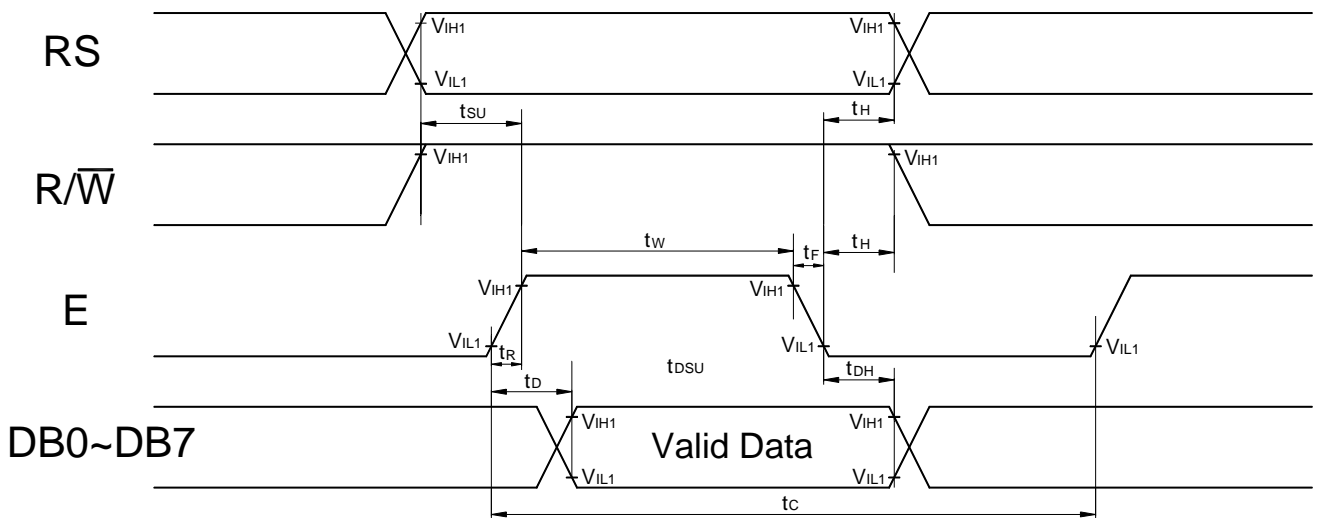 RS
VIH1
VIH1
VIL1
VIL1
tSU
tH
R/W̅
VIH1
VIH1
tW
tF
tH
E
VIH1
VIH1
VIL1
VIL1
VIL1
tR
tD
tDSU
tDH
DB0~DB7
VIH1
Valid Data
VIH1
VIL1
VIL1
tC